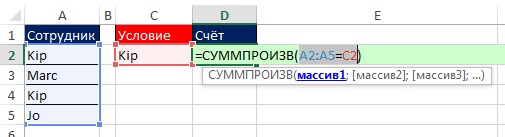 A B C D E
1 Сотрудник Условие Счёт
2 Kip Kip =СУММПРОИЗВ(A2:A5=C2)
СУММПРОИЗВ(массив1; [массив2]; [массив3]; ...)
3 Marc
4 Kip
5 Jo
6